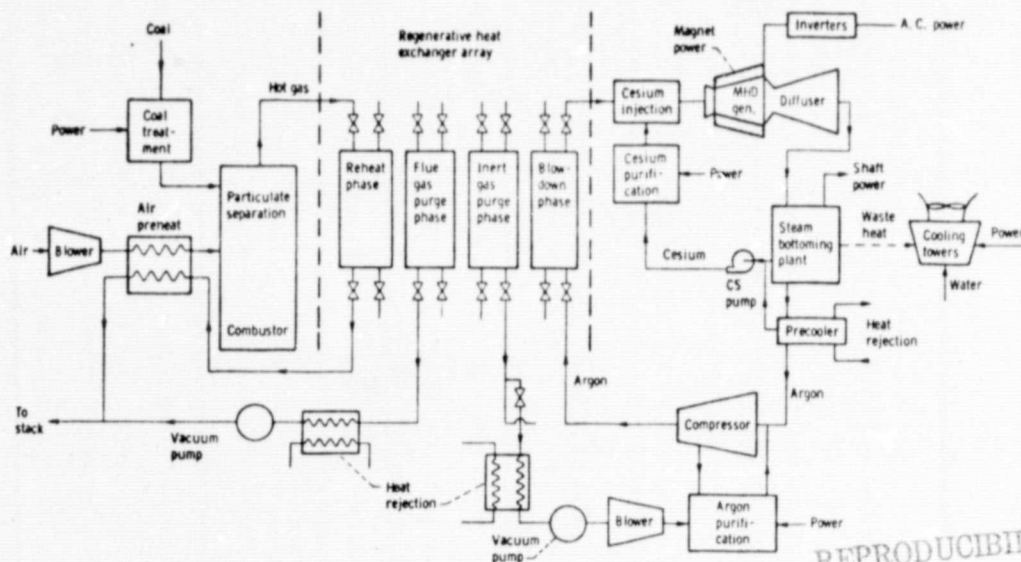 Coal
Power
Coal
treat-
ment
Hot gas
Regenerative heat
exchanger array
Air
preheat
Air
Blower
Particulate
separation
Combustor
Reheat
phase
Flue
gas
purge
phase
Inert
gas
purge
phase
Blow-
down
phase
Magnet
power
Inverters
A. C. power
Cesium
injection
MHD
gen.
Diffuser
Cesium
purifi-
cation
Power
Shaft
power
Steam
bottoming
plant
Waste
heat
Cooling
towers
Power
Water
Cesium
CS
pump
Precooler
Heat
rejection
Argon
Argon
Compressor
To
stack
Vacuum
pump
Heat
rejection
Vacuum
pump
Blower
Argon
purifi-
cation
Power
REPRODUCIBI